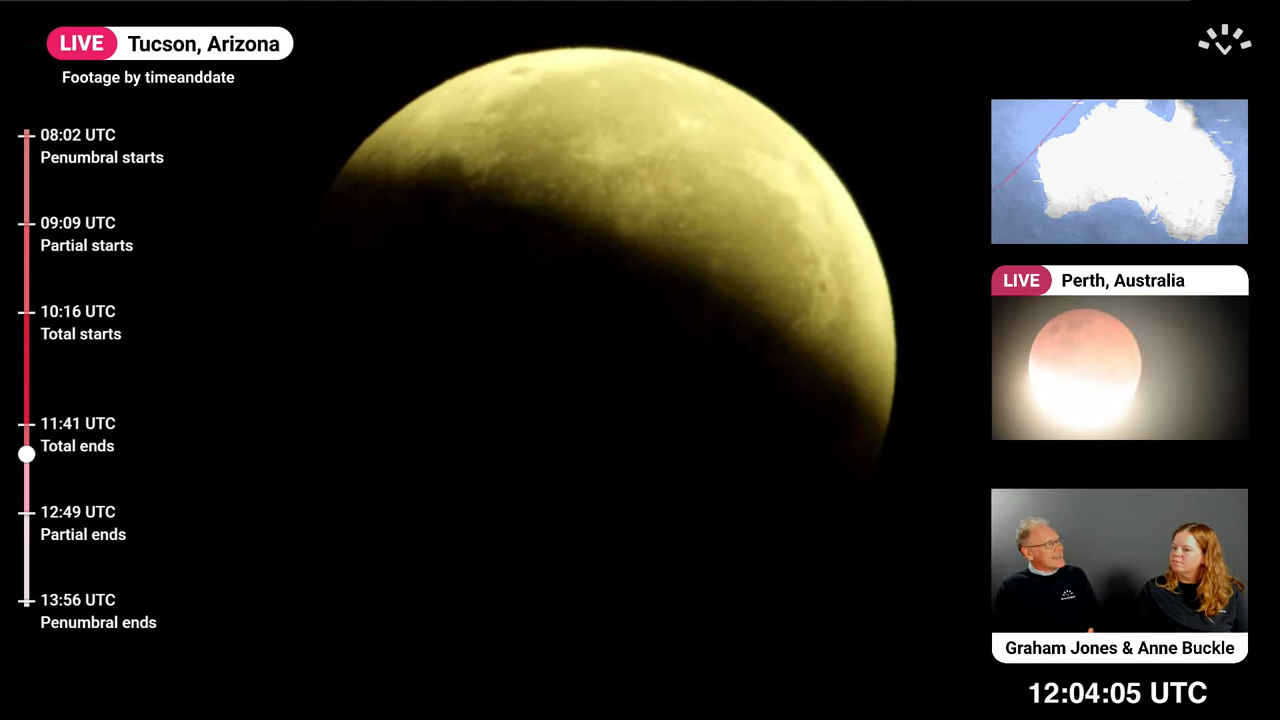 LIVE Tucson, Arizona
Footage by timeanddate
08:02 UTC
Penumbral starts
09:09 UTC
Partial starts
10:16 UTC
Total starts
11:41 UTC
Total ends
12:49 UTC
Partial ends
13:56 UTC
Penumbral ends
LIVE Perth, Australia
Graham Jones & Anne Buckle
12:04:05 UTC